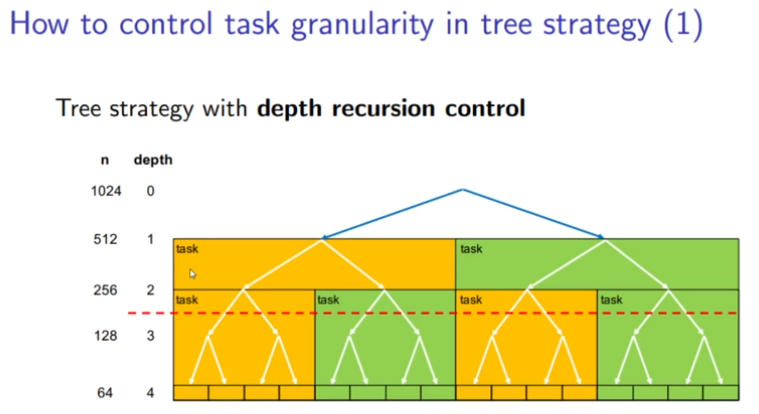 How to control task granularity in tree strategy (1)
Tree strategy with depth recursion control
n depth
1024 0
512 1
task task
256 2
task task task task
128 3
64 4